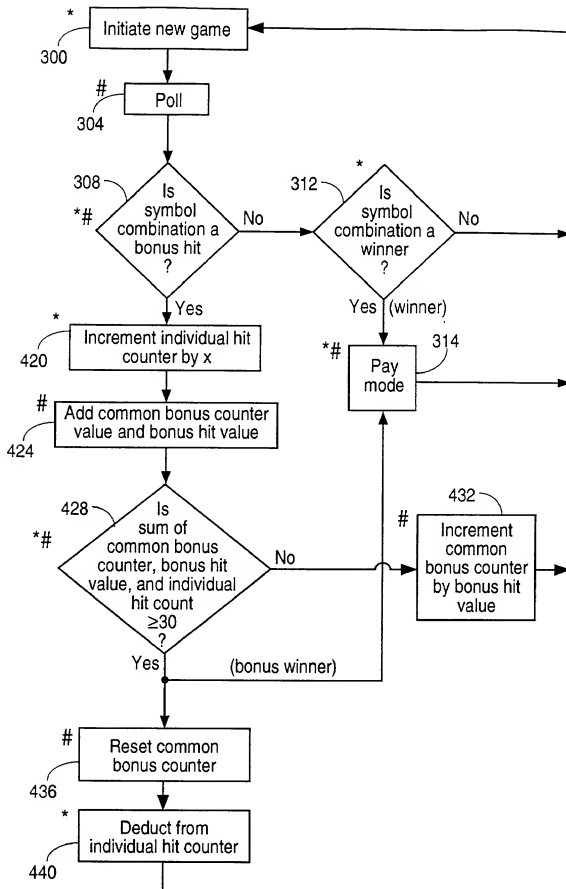 *
Initiate new game
300
#
Poll
304
308
*#
Is
symbol
combination a
bonus hit
?
No
Yes
*
312
Is
symbol
combination a
winner
?
No
Yes (winner)
*#
314
Pay
mode
*
Increment individual hit
counter by x
420
#
Add common bonus counter
value and bonus hit value
424
428
*#
Is
sum of
common bonus
counter, bonus hit
value, and individual
hit count
≥30
?
No
Yes
(bonus winner)
432
#
Increment
common
bonus counter
by bonus hit
value
#
Reset common
bonus counter
436
*
Deduct from
individual hit counter
440